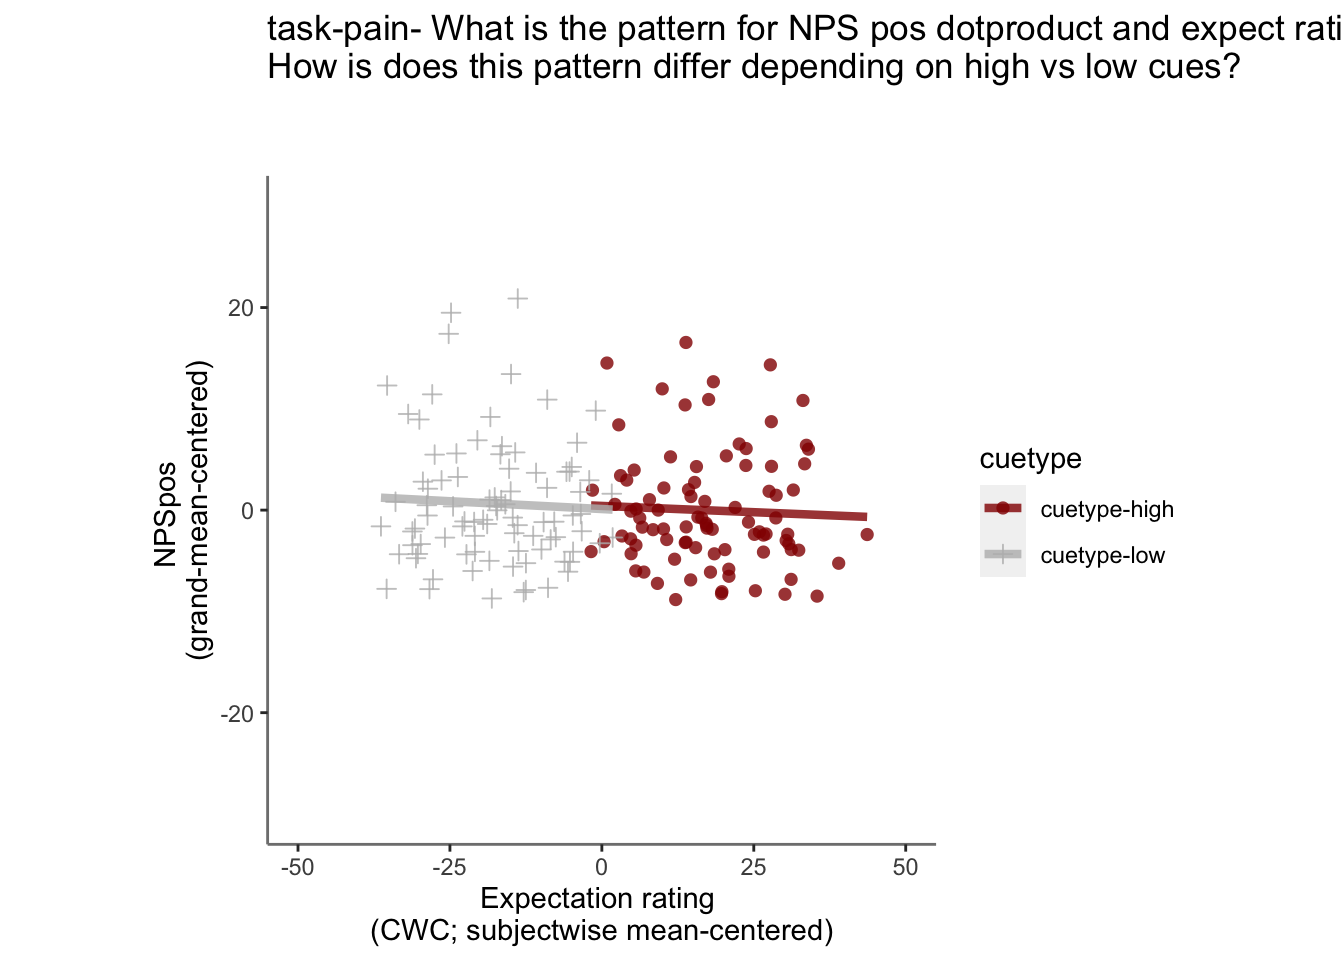 task-pain- What is the pattern for NPS pos dotproduct and expect rati
How is does this pattern differ depending on high vs low cues?
NPSpos
(grand-mean-centered)
20
0
-20
-50
-25
0
25
50
Expectation rating
(CWC; subjectwise mean-centered)
cuetype
cuetype-high
cuetype-low